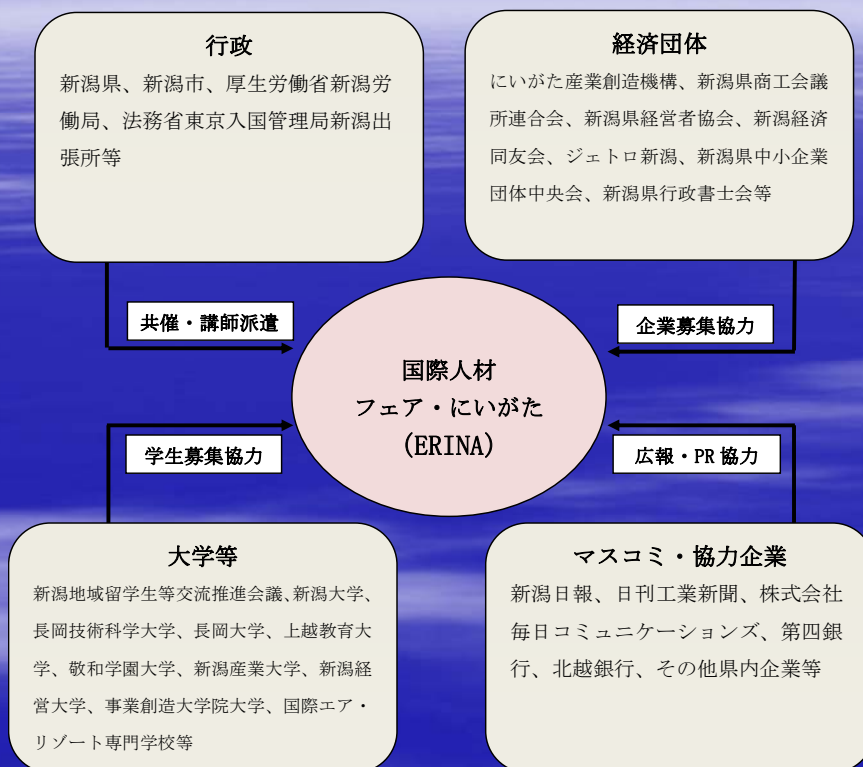 行政
新潟県、新潟市、厚生労働省新潟労
働局、法務省東京入国管理局新潟出
張所等
経済団体
にいがた産業創造機構、新潟県商工会議
所連合会、新潟県経営者協会、新潟経済
同友会、ジェトロ新潟、新潟県中小企業
団体中央会、新潟県行政書士会等
共催・講師派遣
企業募集協力
国際人材
フェア・にいがた
(ERINA)
学生募集協力
広報・PR 協力
大学等
新潟地域留学生等交流推進会議、新潟大学、
長岡技術科学大学、長岡大学、上越教育大
学、敬和学園大学、新潟産業大学、新潟経
営大学、事業創造大学院大学、国際エア・
リゾート専門学校等
マスコミ・協力企業
新潟日報、日刊工業新聞、株式会社
毎日コミュニケーションズ、第四銀
行、北越銀行、その他県内企業等